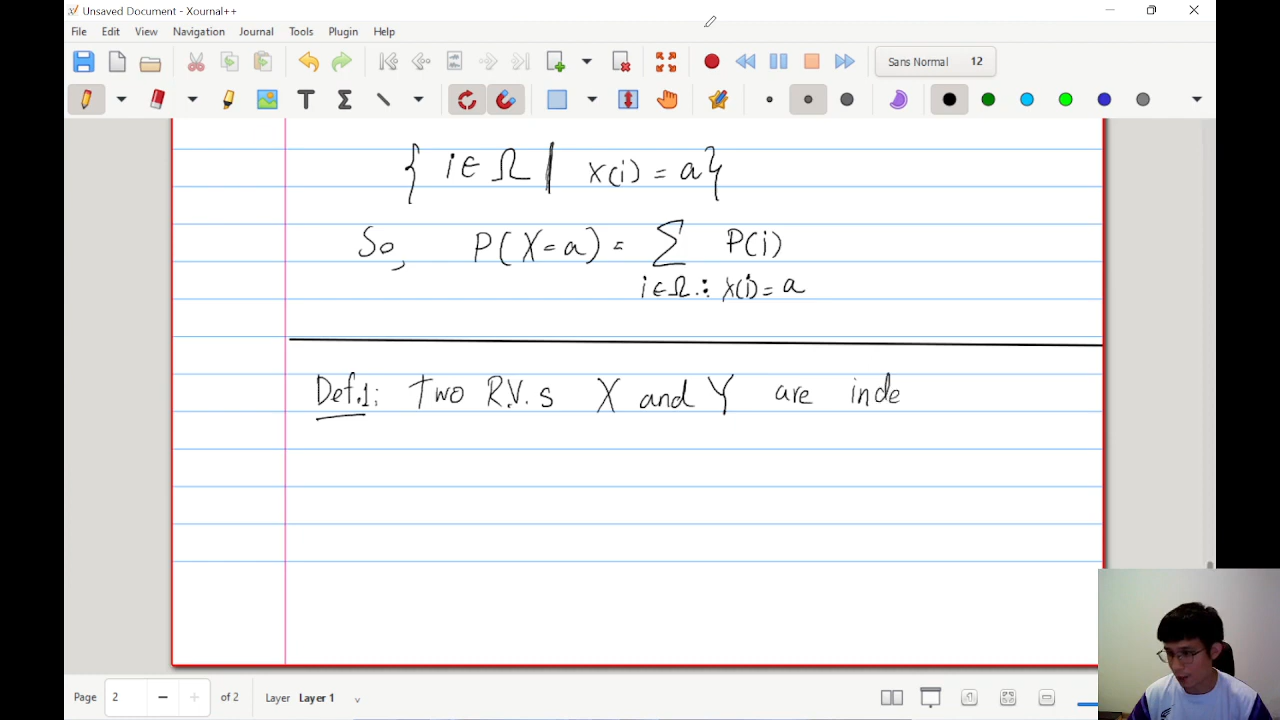 Unsaved Document - Xournal++
File Edit View Navigation Journal Tools Plugin Help
Sans Normal 12
{ i ∈ Ω | X(i) = a }
So, P(X = a) = ∑ P(i)
i ∈ Ω : X(i) = a
Def.1: Two R.V.s X and Y are inde
Page 2 of 2 Layer Layer 1